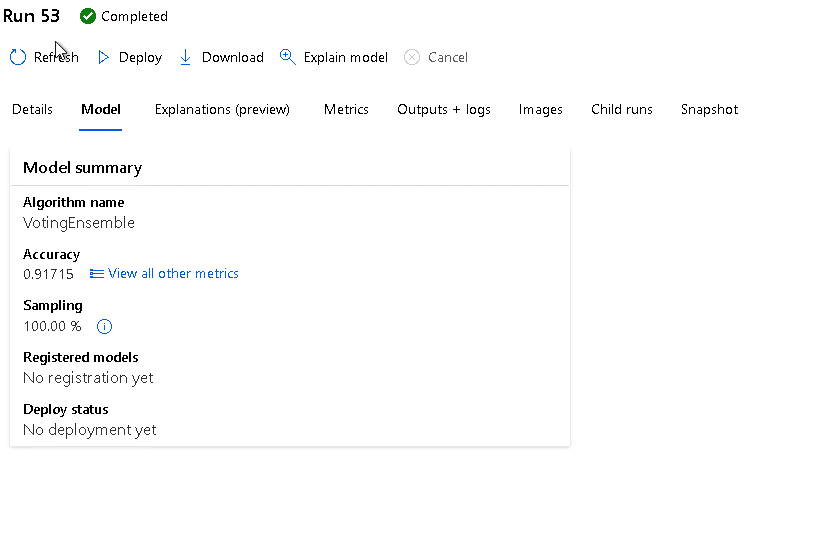 Run 53 Completed
Refresh Deploy Download Explain model Cancel
Details Model Explanations (preview) Metrics Outputs + logs Images Child runs Snapshot
Model summary
Algorithm name
VotingEnsemble
Accuracy
0.91715 View all other metrics
Sampling
100.00 %
Registered models
No registration yet
Deploy status
No deployment yet